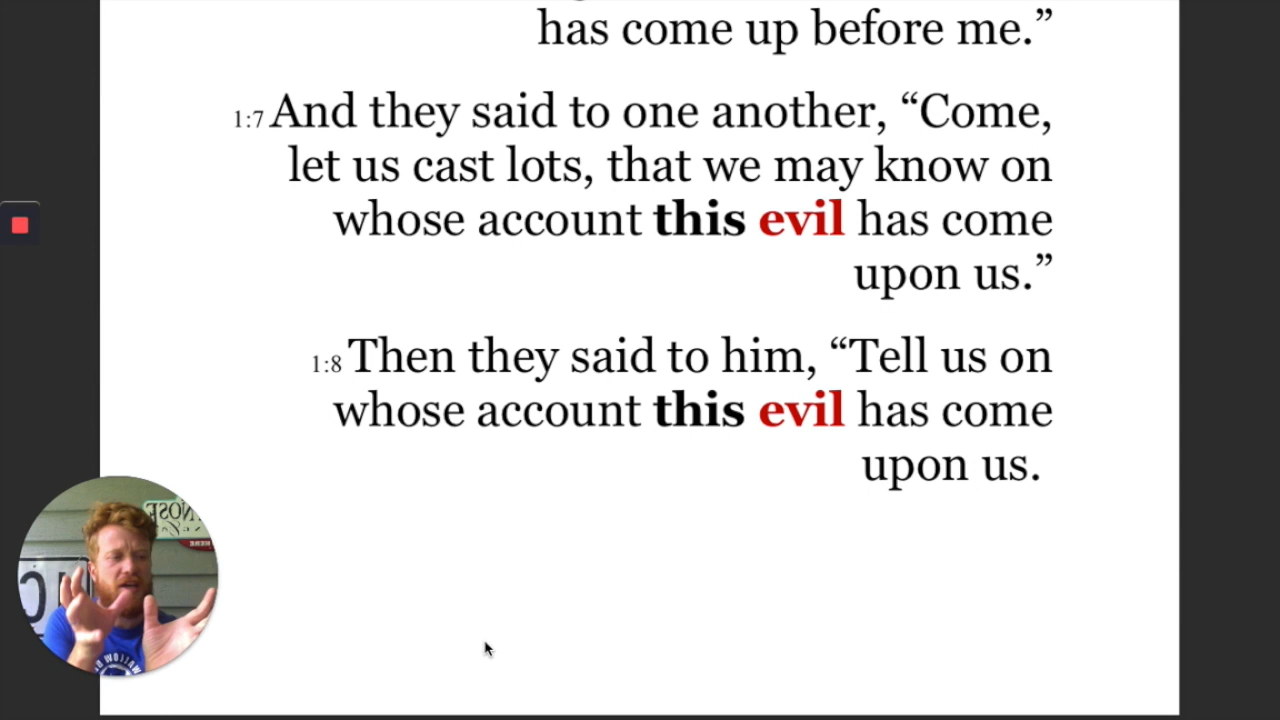 has come up before me.”
1:7 And they said to one another, “Come,
let us cast lots, that we may know on
whose account this evil has come
upon us.”
1:8 Then they said to him, “Tell us on
whose account this evil has come
upon us.